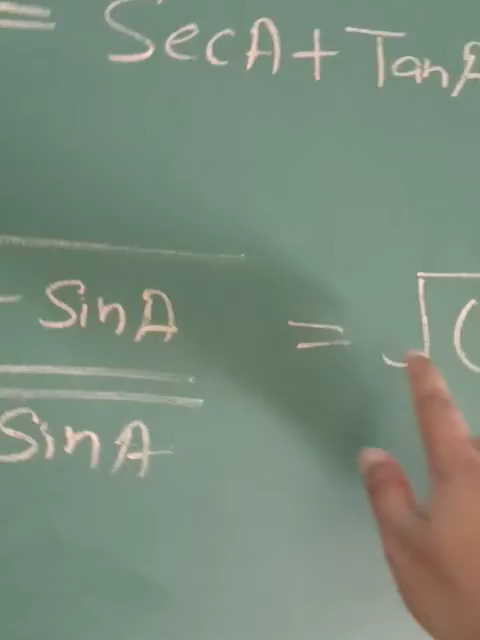 = SecA + TanA
- SinA = √(
SinA